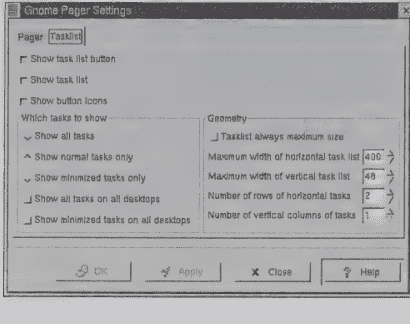 Gnome Pager Settings
Pager Tasklist
Show task list button
Show task list
Show button icons
Which tasks to show
Show all tasks
Show normal tasks only
Show minimized tasks only
Show all tasks on all desktops
Show minimized tasks on all desktops
Geometry
Tasklist always maximum size
Maximum width of horizontal task list 400
Maximum width of vertical task list 48
Number of rows of horizontal tasks 2
Number of vertical columns of tasks 1
OK Apply Close Help